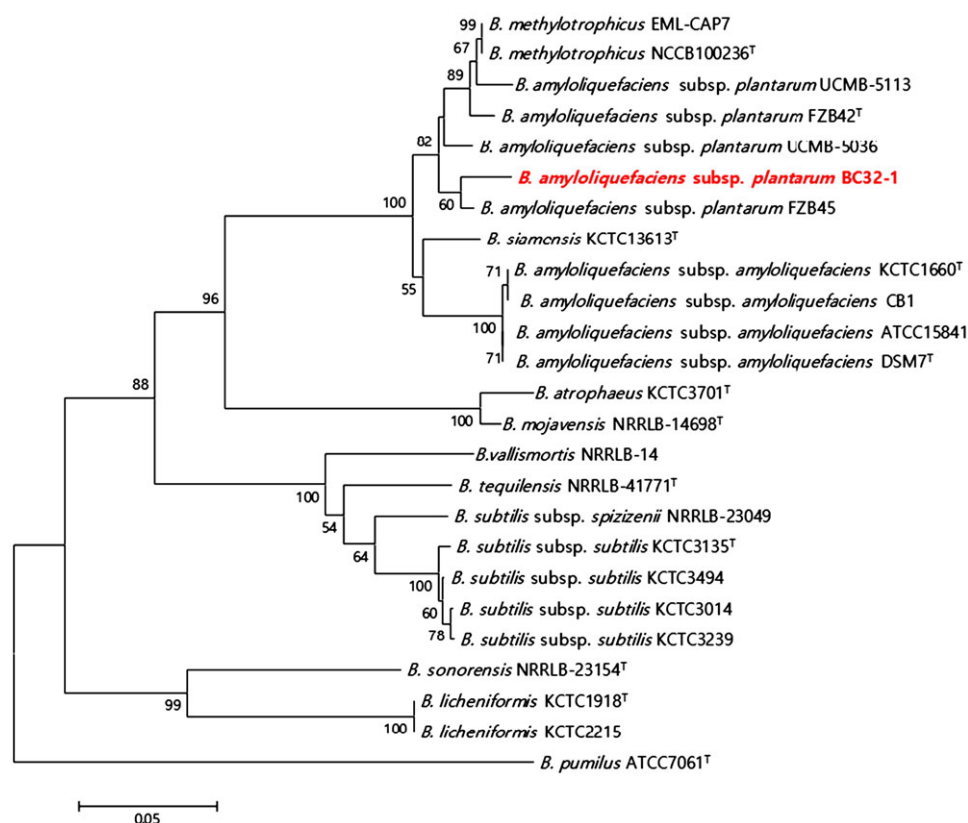 99
B. methylotrophicus EML-CAP7
67
B. methylotrophicus NCCB100236ᵀ
89
B. amyloliquefaciens subsp. plantarum UCMB-5113
B. amyloliquefaciens subsp. plantarum FZB42ᵀ
82
B. amyloliquefaciens subsp. plantarum UCMB-5036
B. amyloliquefaciens subsp. plantarum BC32-1
100
60
B. amyloliquefaciens subsp. plantarum FZB45
B. siamensis KCTC13613ᵀ
71
B. amyloliquefaciens subsp. amyloliquefaciens KCTC1660ᵀ
55
96
B. amyloliquefaciens subsp. amyloliquefaciens CB1
100
B. amyloliquefaciens subsp. amyloliquefaciens ATCC15841
71
B. amyloliquefaciens subsp. amyloliquefaciens DSM7ᵀ
88
B. atrophaeus KCTC3701ᵀ
100
B. mojavensis NRRLB-14698ᵀ
B.vallismortis NRRLB-14
100
B. tequilensis NRRLB-41771ᵀ
54
B. subtilis subsp. spizizenii NRRLB-23049
64
B. subtilis subsp. subtilis KCTC3135ᵀ
100
B. subtilis subsp. subtilis KCTC3494
60
B. subtilis subsp. subtilis KCTC3014
78
B. subtilis subsp. subtilis KCTC3239
B. sonorensis NRRLB-23154ᵀ
99
B. licheniformis KCTC1918ᵀ
100
B. licheniformis KCTC2215
B. pumilus ATCC7061ᵀ
0.05